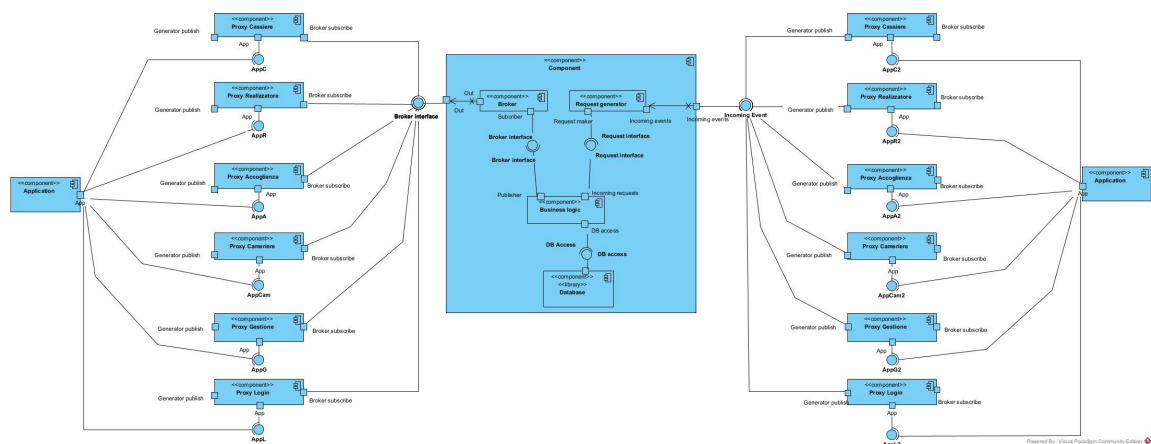 <<component>>
Proxy Cassiere
Generator publish
Broker subscribe
App
AppC
<<component>>
Proxy Realizzatore
Generator publish
Broker subscribe
App
AppR
<<component>>
Proxy Accoglienza
Generator publish
Broker subscribe
App
AppA
<<component>>
Application
App
<<component>>
Proxy Cameriere
Generator publish
Broker subscribe
App
AppCam
<<component>>
Proxy Gestione
Generator publish
Broker subscribe
App
AppG
<<component>>
Proxy Login
Generator publish
Broker subscribe
App
AppL
Broker interface
<<component>>
Component
Out
Out
<<component>>
Broker
Subcriber
<<component>>
Request generator
Request maker
Incoming events
Incoming events
Broker interface
Broker interface
Request interface
Request interface
Publisher
Incoming requests
<<component>>
Business logic
DB access
DB Access
DB access
<<component>>
<<library>>
Database
Incoming Event
<<component>>
Proxy Cassiere
Generator publish
Broker subscribe
App
AppC2
<<component>>
Proxy Realizzatore
Generator publish
Broker subscribe
App
AppR2
<<component>>
Proxy Accoglienza
Generator publish
Broker subscribe
App
AppA2
<<component>>
Application
App
<<component>>
Proxy Cameriere
Generator publish
Broker subscribe
App
AppCam2
<<component>>
Proxy Gestione
Generator publish
Broker subscribe
App
AppG2
<<component>>
Proxy Login
Generator publish
Broker subscribe
App
Powered By Visual Paradigm Community Edition